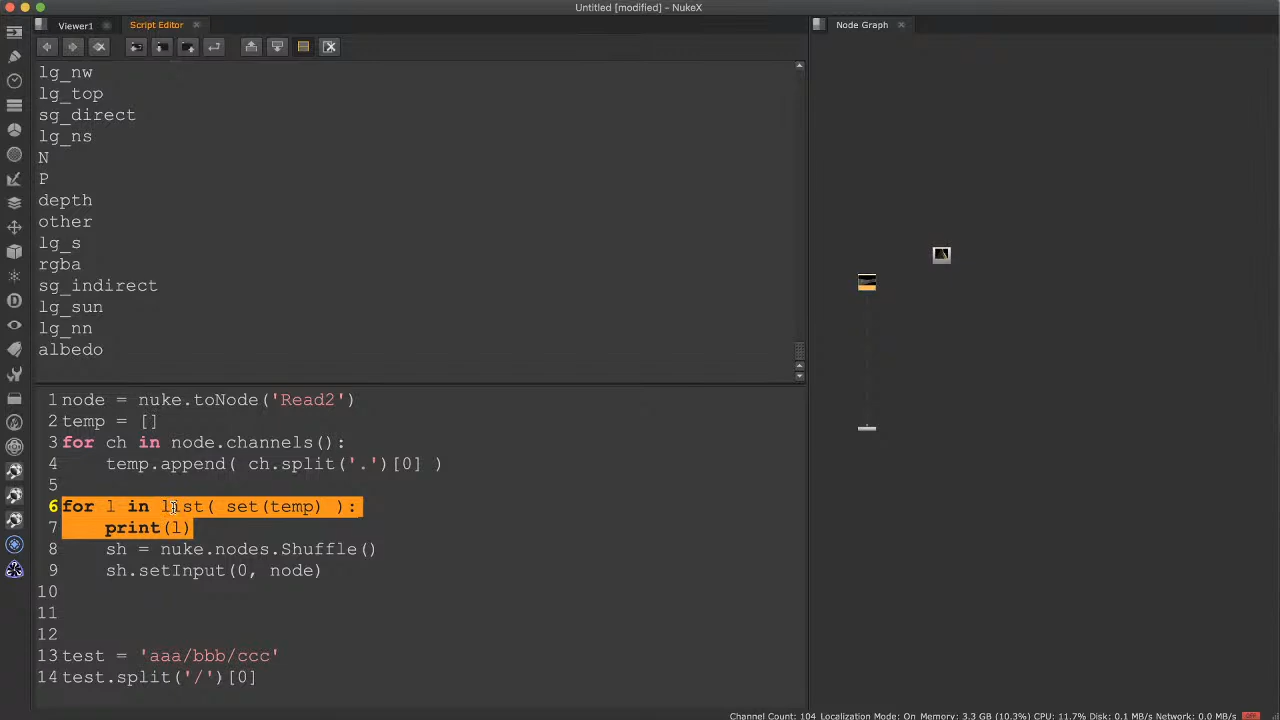 Untitled [modified] - NukeX
Viewer1
Script Editor
Node Graph
lg_nw
lg_top
sg_direct
lg_ns
N
P
depth
other
lg_s
rgba
sg_indirect
lg_sun
lg_nn
albedo
1 node = nuke.toNode('Read2')
2 temp = []
3 for ch in node.channels():
4 temp.append( ch.split('.')[0] )
5
6 for l in list( set(temp) ):
7 print(l)
8 sh = nuke.nodes.Shuffle()
9 sh.setInput(0, node)
10
11
12
13 test = 'aaa/bbb/ccc'
14 test.split('/')[0]
Channel Count: 104 Localization Mode: On Memory: 3.3 GB (10.3%) CPU: 11.7% Disk: 0.1 MB/s Network: 0.0 MB/s